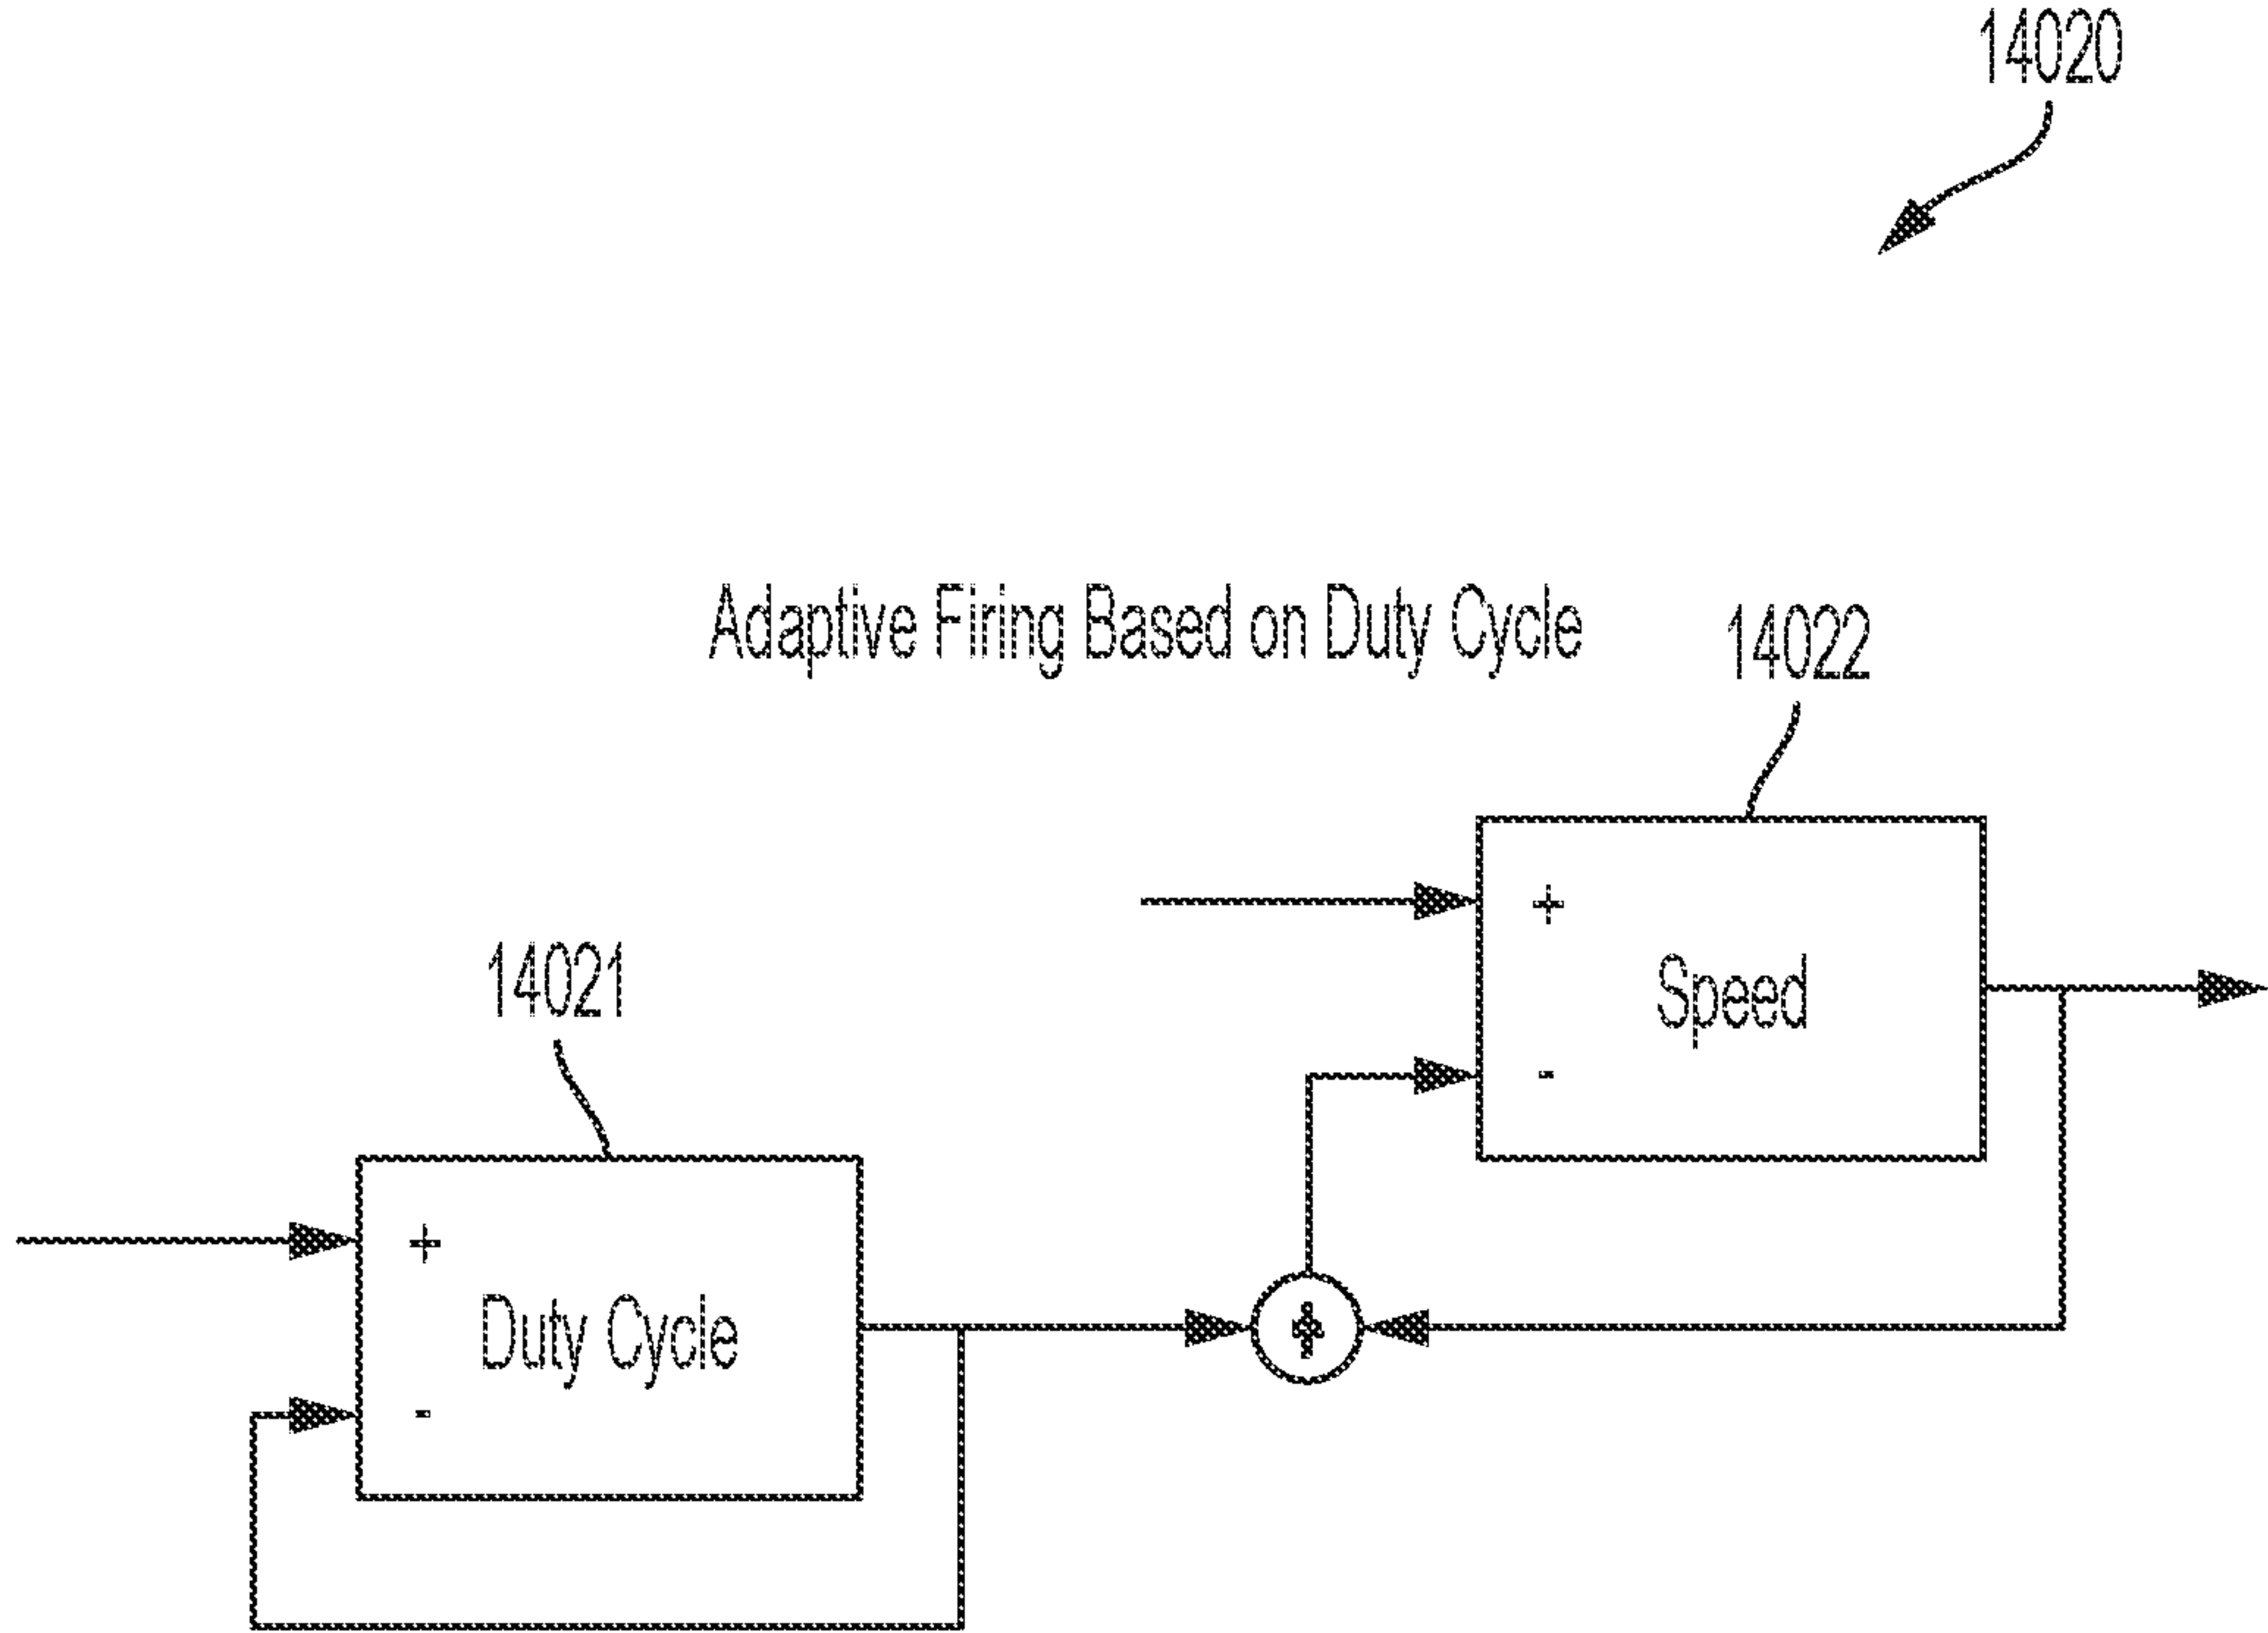 14020
Adaptive Firing Based on Duty Cycle
14022
+
Speed
-
14021
+
Duty Cycle
-